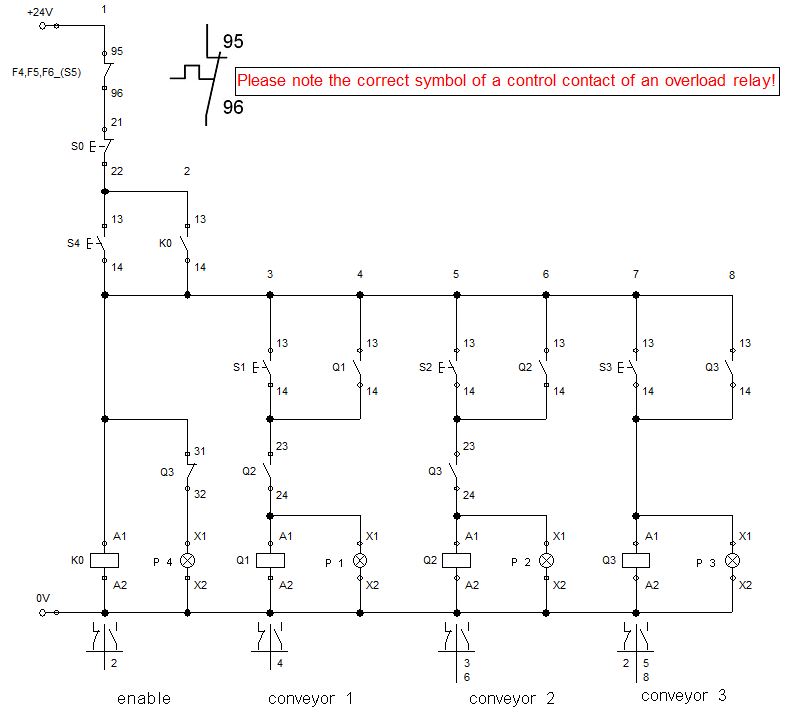 1
+24V
95
95
Please note the correct symbol of a control contact of an overload relay!
F4,F5,F6_(S5)
96
96
21
S0
22
2
13
13
S4
K0
14
14
3
4
5
6
7
8
13
13
13
13
13
13
S1
Q1
S2
Q2
S3
Q3
14
14
14
14
14
14
31
23
23
Q3
Q2
Q3
32
24
24
A1
X1
A1
X1
A1
X1
A1
X1
K0
P 4
Q1
P 1
Q2
P 2
Q3
P 3
A2
X2
A2
X2
A2
X2
A2
X2
0V
2
4
3
6
2
5
8
enable
conveyor 1
conveyor 2
conveyor 3